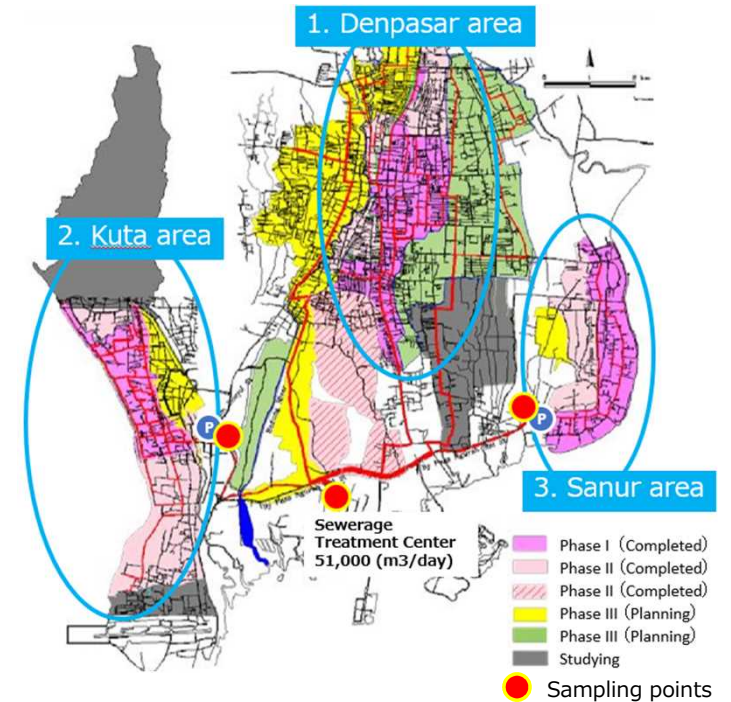 1. Denpasar area
2. Kuta area
P
P
3. Sanur area
Sewerage
Treatment Center
51,000 (m3/day)
Phase I (Completed)
Phase II (Completed)
Phase II (Completed)
Phase III (Planning)
Phase III (Planning)
Studying
Sampling points